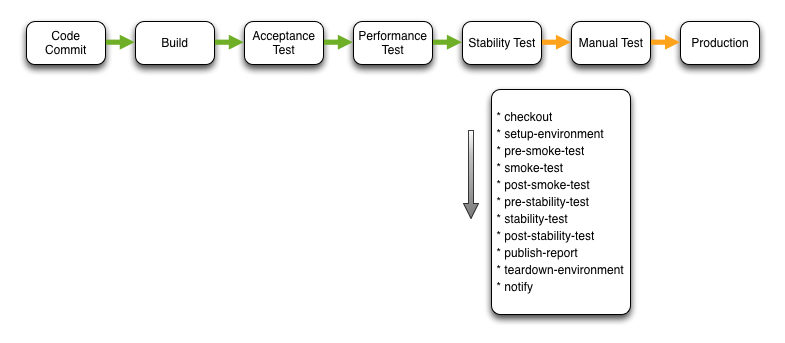 Code
Commit
Build
Acceptance
Test
Performance
Test
Stability Test
Manual Test
Production
* checkout
* setup-environment
* pre-smoke-test
* smoke-test
* post-smoke-test
* pre-stability-test
* stability-test
* post-stability-test
* publish-report
* teardown-environment
* notify